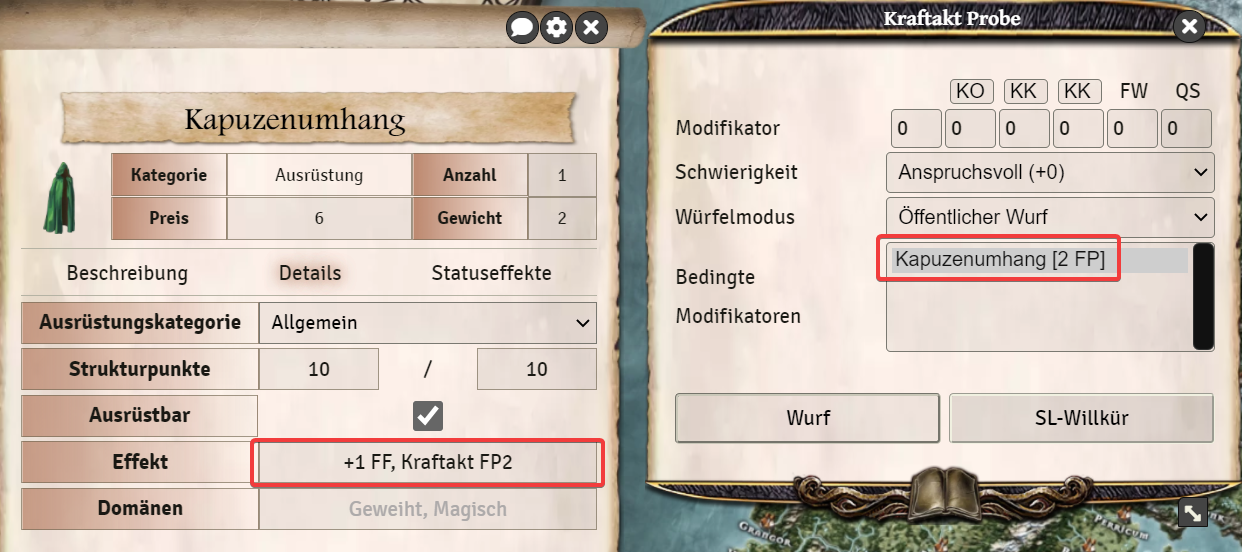 Kapuzenumhang
Kategorie Ausrüstung Anzahl 1
Preis 6 Gewicht 2
Beschreibung Details Statuseffekte
Ausrüstungskategorie Allgemein
Strukturpunkte 10 / 10
Ausrüstbar
Effekt +1 FF, Kraftakt FP2
Domänen Geweiht, Magisch
Kraftakt Probe
KO KK KK FW QS
Modifikator 0 0 0 0 0 0
Schwierigkeit Anspruchsvoll (+0)
Würfelmodus Öffentlicher Wurf
Kapuzenumhang [2 FP]
Bedingte
Modifikatoren
Wurf SL-Willkür
GRANGOR
PERRICUM